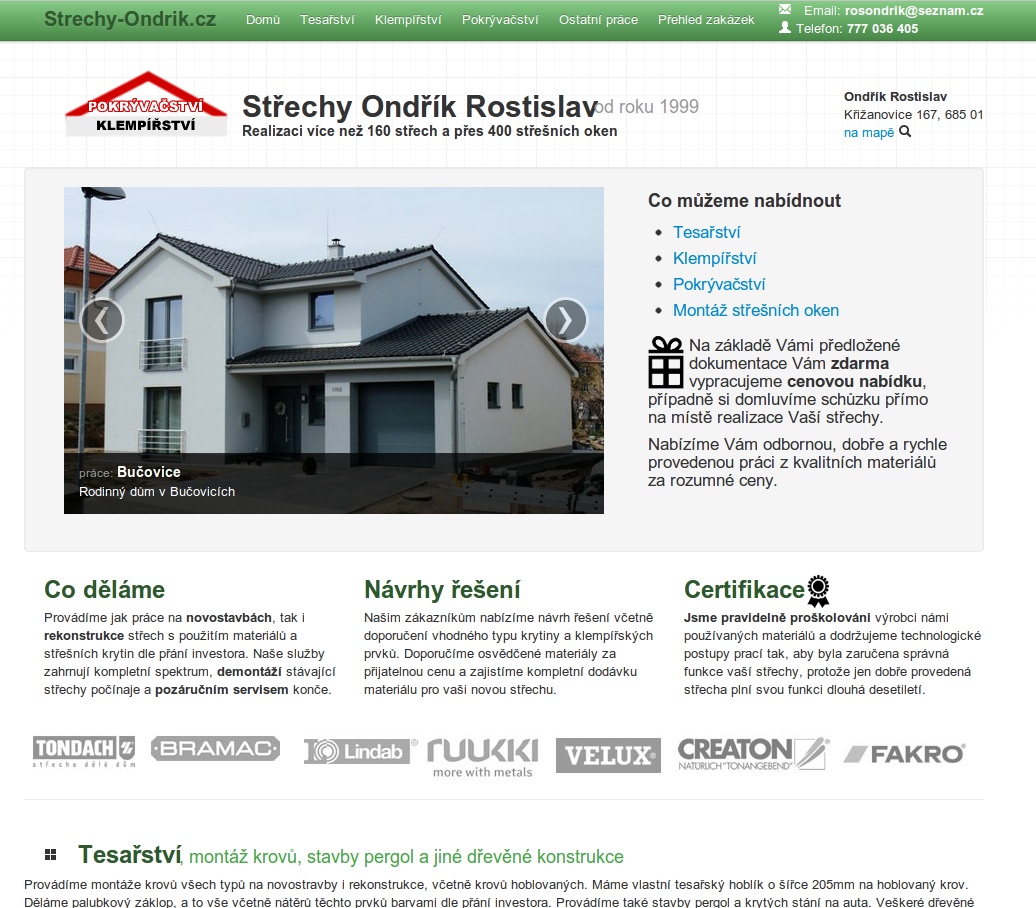 Strechy-Ondrik.cz
Domů Tesařství Klempířství Pokrývačství Ostatní práce Přehled zakázek
Email: rosondrik@seznam.cz
Telefon: 777 036 405
POKRÝVAČSTVÍ
KLEMPÍŘSTVÍ
Střechy Ondřík Rostislav od roku 1999
Realizaci více než 160 střech a přes 400 střešních oken
Ondřík Rostislav
Křižanovice 167, 685 01
na mapě
práce: Bučovice
Rodinný dům v Bučovicích
Co můžeme nabídnout
Tesařství
Klempířství
Pokrývačství
Montáž střešních oken
Na základě Vámi předložené
dokumentace Vám zdarma
vypracujeme cenovou nabídku,
případně si domluvíme schůzku přímo
na místě realizace Vaší střechy.
Nabízíme Vám odbornou, dobře a rychle
provedenou práci z kvalitních materiálů
za rozumné ceny.
Co děláme
Provádíme jak práce na novostavbách, tak i
rekonstrukce střech s použitím materiálů a
střešních krytin dle přání investora. Naše služby
zahrnují kompletní spektrum, demontáží stávající
střechy počínaje a pozáručním servisem konče.
Návrhy řešení
Našim zákazníkům nabízíme návrh řešení včetně
doporučení vhodného typu krytiny a klempířských
prvků. Doporučíme osvědčené materiály za
přijatelnou cenu a zajistíme kompletní dodávku
materiálu pro vaši novou střechu.
Certifikace
Jsme pravidelně proškolováni výrobci námi
používaných materiálů a dodržujeme technologické
postupy prací tak, aby byla zaručena správná
funkce vaší střechy, protože jen dobře provedená
střecha plní svou funkci dlouhá desetiletí.
TONDACH
střecha dělá dům
BRAMAC
Lindab
ruukki
more with metals
VELUX
CREATON
NATÜRLICH "TONANGEBEND"
FAKRO
Tesařství, montáž krovů, stavby pergol a jiné dřevěné konstrukce
Provádíme montáže krovů všech typů na novostravby i rekonstrukce, včetně krovů hoblovaných. Máme vlastní tesařský hoblík o šířce 205mm na hoblovaný krov.
Děláme palubkový záklop, a to vše včetně nátěrů těchto prvků barvami dle přání investora. Provádíme také stavby pergol a krytých stání na auta. Veškeré dřevěné